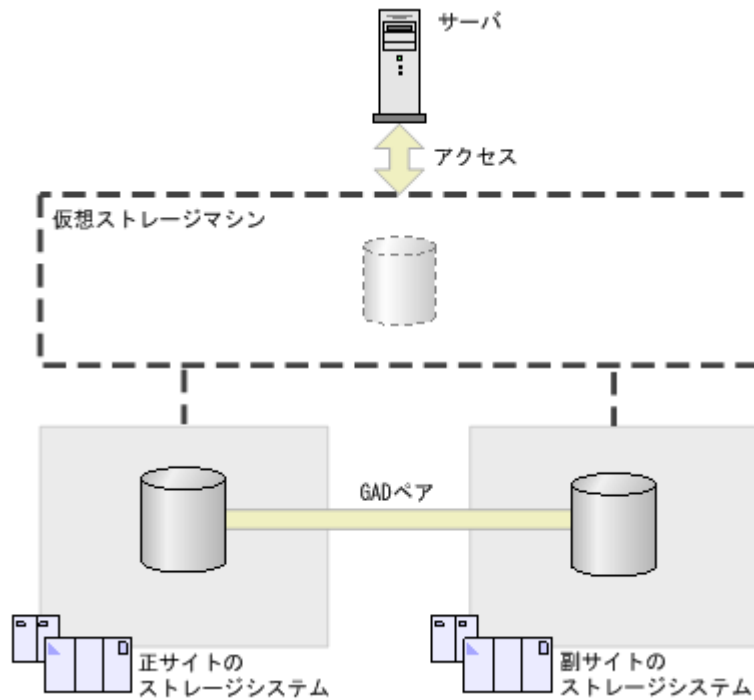 サーバ
アクセス
仮想ストレージマシン
GADペア
正サイトの
ストレージシステム
副サイトの
ストレージシステム